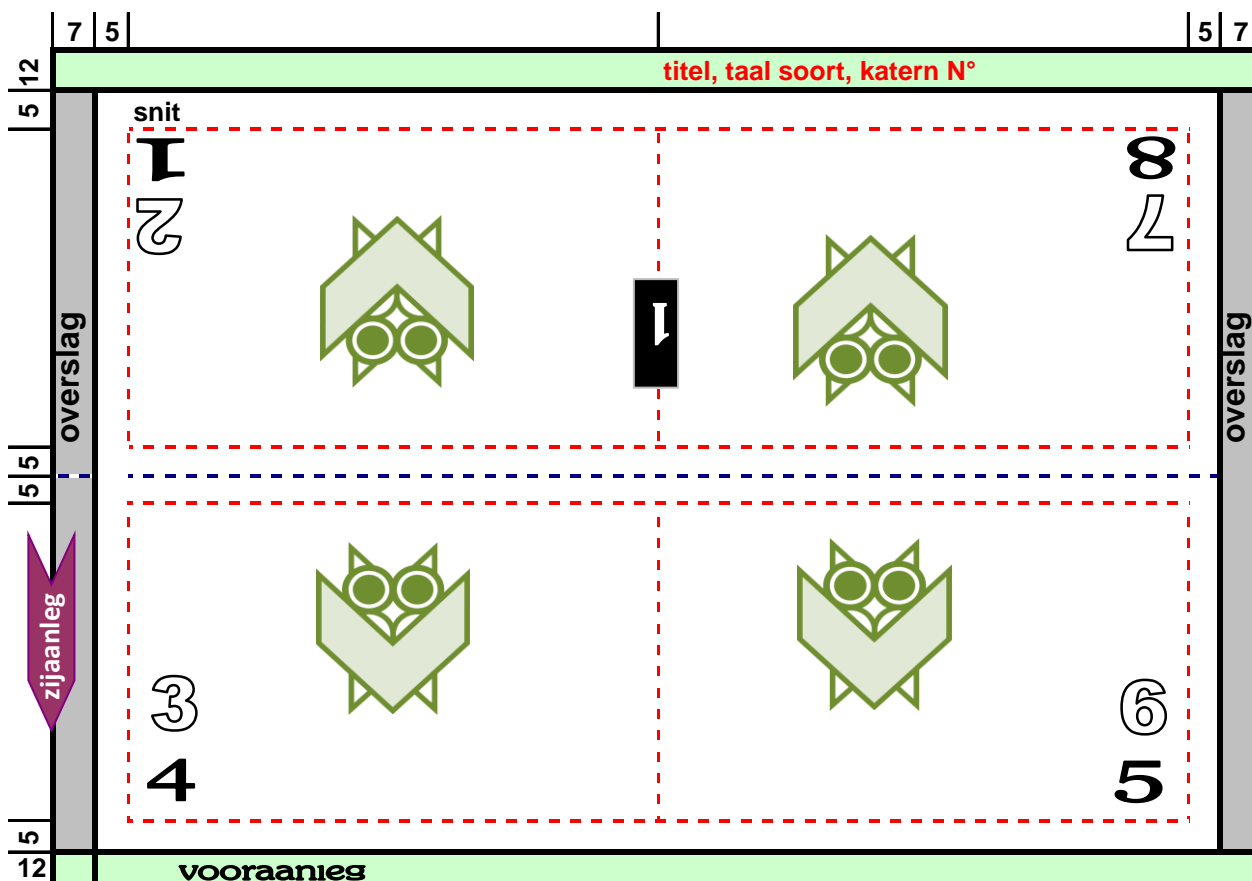 7 5 5 7
12
titel, taal soort, katern N°
5
snit
1 8
2 7
1
overslag overslag
5
5
zijaanleg
3 6
4 5
5
12
vooraanleg